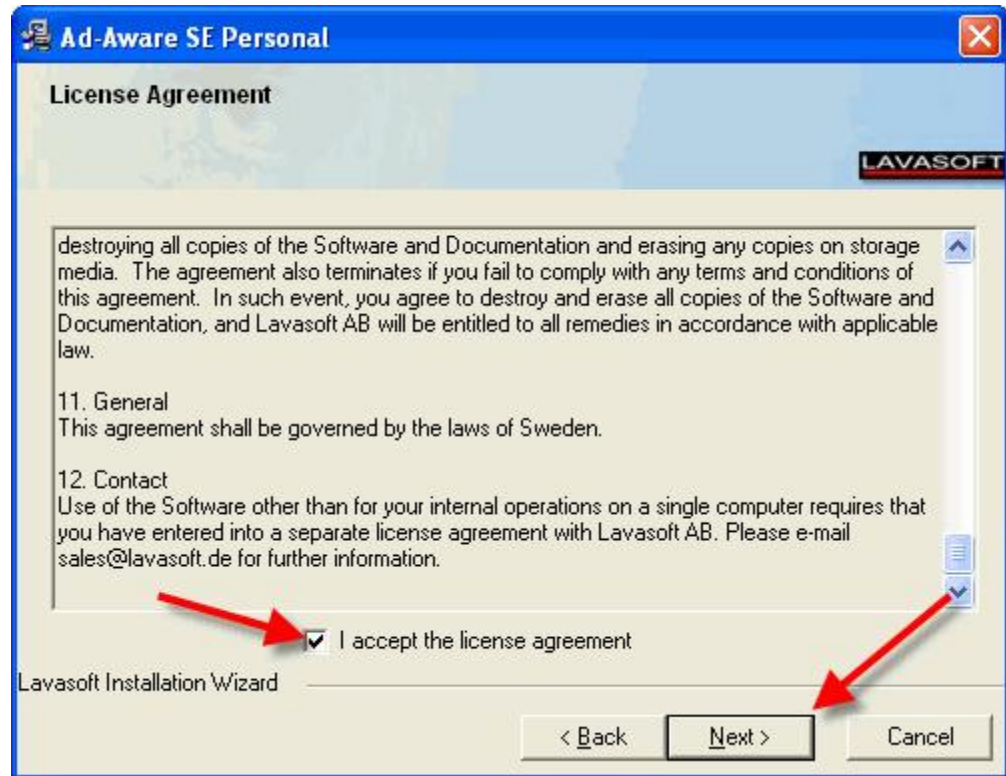 Ad-Aware SE Personal
License Agreement
LAVASOFT
destroying all copies of the Software and Documentation and erasing any copies on storage
media.  The agreement also terminates if you fail to comply with any terms and conditions of
this agreement.  In such event, you agree to destroy and erase all copies of the Software and
Documentation, and Lavasoft AB will be entitled to all remedies in accordance with applicable
law.
11. General
This agreement shall be governed by the laws of Sweden.
12. Contact
Use of the Software other than for your internal operations on a single computer requires that
you have entered into a separate license agreement with Lavasoft AB. Please e-mail
sales@lavasoft.de for further information.
I accept the license agreement
Lavasoft Installation Wizard
< Back
Next >
Cancel